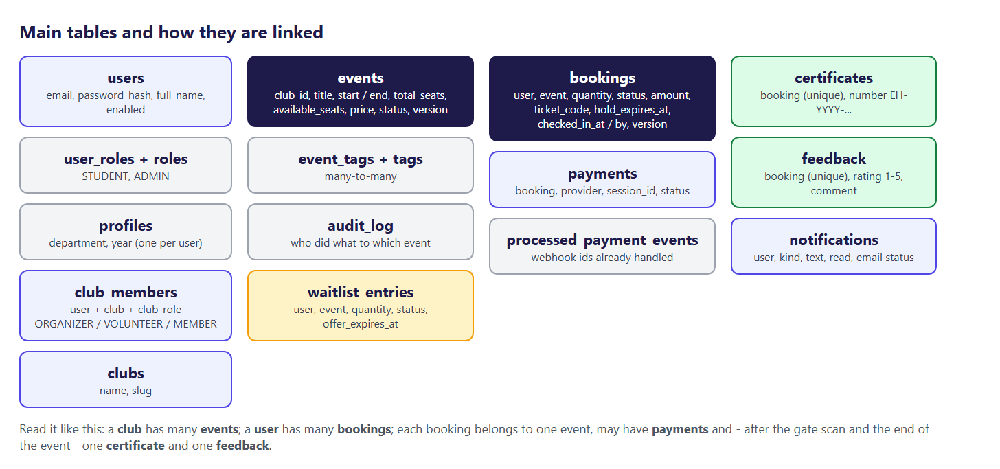 Main tables and how they are linked
users
email, password_hash, full_name,
enabled
user_roles + roles
STUDENT, ADMIN
profiles
department, year (one per user)
club_members
user + club + club_role
ORGANIZER / VOLUNTEER / MEMBER
clubs
name, slug
events
club_id, title, start / end, total_seats,
available_seats, price, status, version
event_tags + tags
many-to-many
audit_log
who did what to which event
waitlist_entries
user, event, quantity, status,
offer_expires_at
bookings
user, event, quantity, status, amount,
ticket_code, hold_expires_at,
checked_in_at / by, version
payments
booking, provider, session_id, status
processed_payment_events
webhook ids already handled
certificates
booking (unique), number EH-
YYYY-...
feedback
booking (unique), rating 1-5,
comment
notifications
user, kind, text, read, email status
Read it like this: a club has many events; a user has many bookings; each booking belongs to one event, may have payments and - after the gate scan and the end of
the event - one certificate and one feedback.